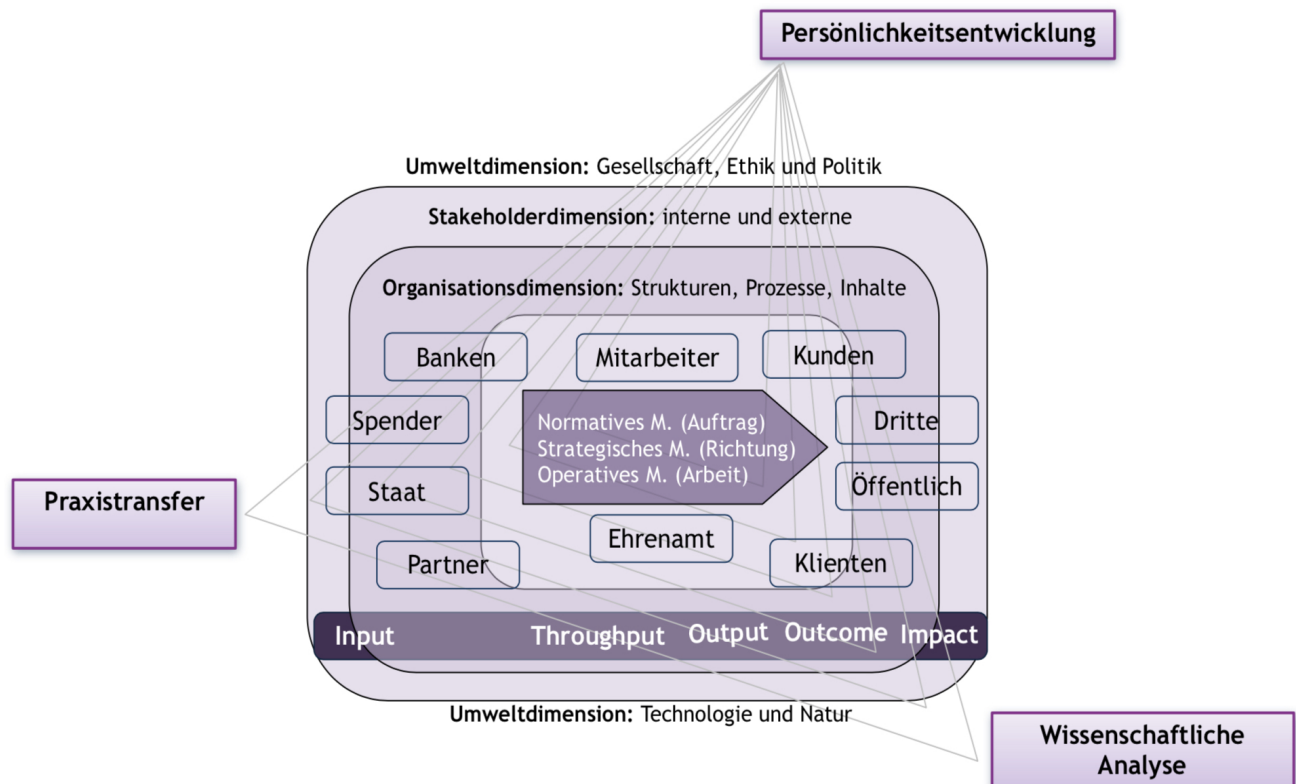 Persönlichkeitsentwicklung
Umweltdimension: Gesellschaft, Ethik und Politik
Stakeholderdimension: interne und externe
Organisationsdimension: Strukturen, Prozesse, Inhalte
Banken
Mitarbeiter
Kunden
Spender
Normatives M. (Auftrag)
Strategisches M. (Richtung)
Operatives M. (Arbeit)
Dritte
Staat
Öffentlich
Praxistransfer
Partner
Ehrenamt
Klienten
Input Throughput Output Outcome Impact
Umweltdimension: Technologie und Natur
Wissenschaftliche
Analyse